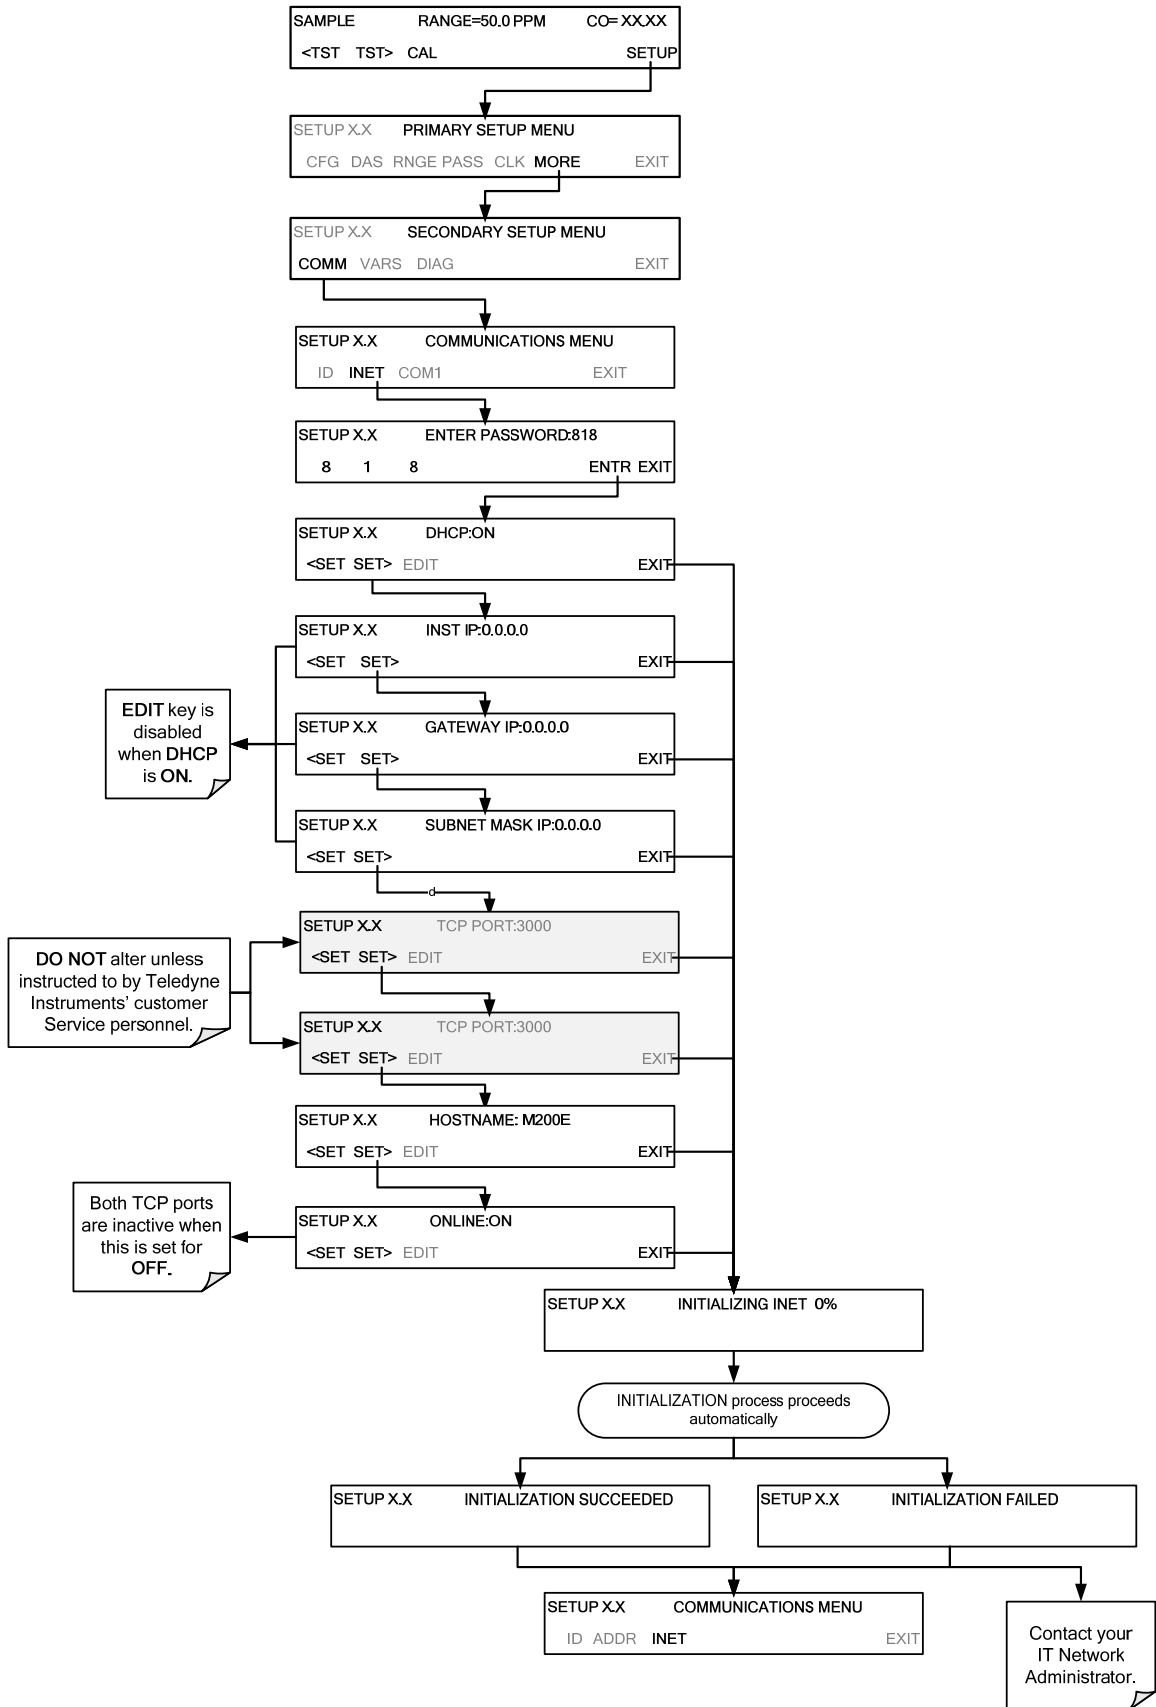 SAMPLE RANGE=50.0 PPM CO= XX.XX
<TST TST> CAL SETUP
SETUP X.X PRIMARY SETUP MENU
CFG DAS RNGE PASS CLK MORE EXIT
SETUP X.X SECONDARY SETUP MENU
COMM VARS DIAG EXIT
SETUP X.X COMMUNICATIONS MENU
ID INET COM1 EXIT
SETUP X.X ENTER PASSWORD:818
8 1 8 ENTR EXIT
SETUP X.X DHCP:ON
<SET SET> EDIT EXIT
SETUP X.X INST IP:0.0.0.0
<SET SET> EXIT
EDIT key is
disabled
when DHCP
is ON.
SETUP X.X GATEWAY IP:0.0.0.0
<SET SET> EXIT
SETUP X.X SUBNET MASK IP:0.0.0.0
<SET SET> EXIT
d
SETUP X.X TCP PORT:3000
<SET SET> EDIT EXIT
DO NOT alter unless
instructed to by Teledyne
Instruments’ customer
Service personnel.
SETUP X.X TCP PORT:3000
<SET SET> EDIT EXIT
SETUP X.X HOSTNAME: M200E
<SET SET> EDIT EXIT
Both TCP ports
are inactive when
this is set for
OFF.
SETUP X.X ONLINE:ON
<SET SET> EDIT EXIT
SETUP X.X INITIALIZING INET 0%
INITIALIZATION process proceeds
automatically
SETUP X.X INITIALIZATION SUCCEEDED
SETUP X.X INITIALIZATION FAILED
SETUP X.X COMMUNICATIONS MENU
ID ADDR INET EXIT
Contact your
IT Network
Administrator.